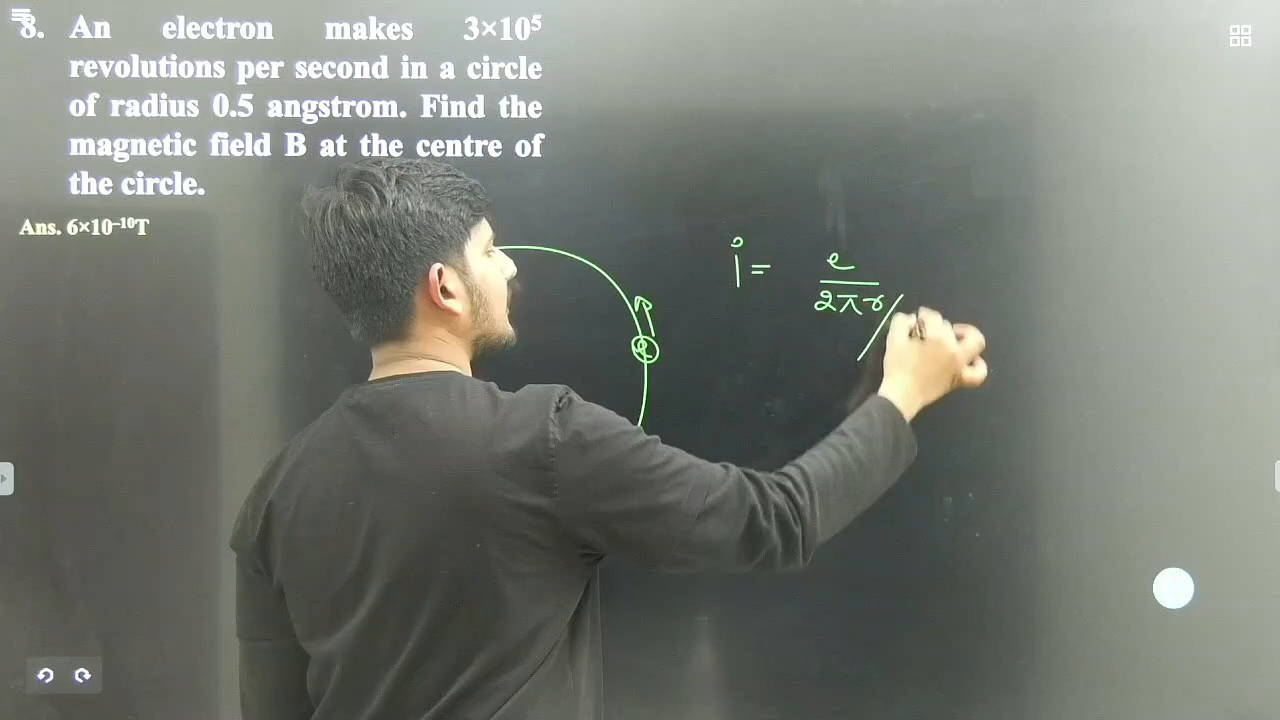 8. An electron makes 3×10⁵
revolutions per second in a circle
of radius 0.5 angstrom. Find the
magnetic field B at the centre of
the circle.
Ans. 6×10⁻¹⁰T
i = e
2πr/
e